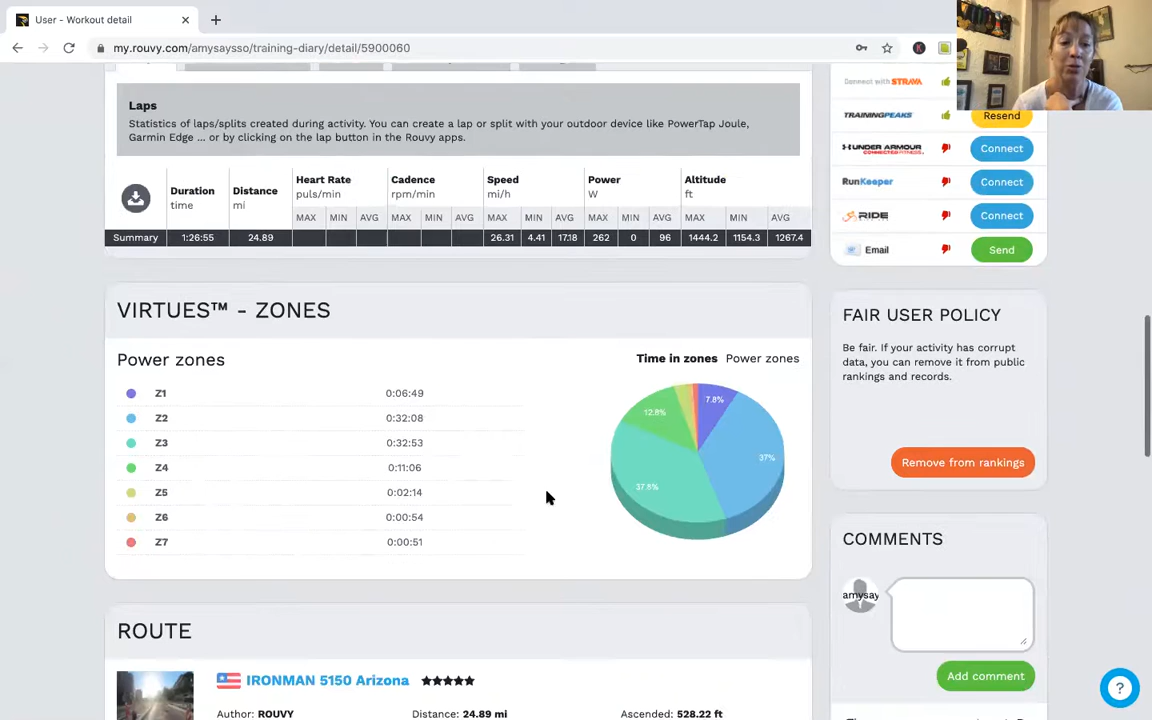 User - Workout detail
my.rouvy.com/amysaysso/training-diary/detail/5900060
Laps
Statistics of laps/splits created during activity. You can create a lap or split with your outdoor device like PowerTap Joule,
Garmin Edge ... or by clicking on the lap button in the Rouvy apps.
Duration time
Distance mi
Heart Rate puls/min
Cadence rpm/min
Speed mi/h
Power W
Altitude ft
MAX MIN AVG MAX MIN AVG MAX MIN AVG MAX MIN AVG MAX MIN AVG
Summary 1:26:55 24.89 26.31 4.41 17.18 262 0 96 1444.2 1154.3 1267.4
VIRTUES™ - ZONES
Power zones
Time in zones Power zones
Z1 0:06:49
Z2 0:32:08
Z3 0:32:53
Z4 0:11:06
Z5 0:02:14
Z6 0:00:54
Z7 0:00:51
7.8%
12.8%
37%
37.8%
ROUTE
IRONMAN 5150 Arizona
Author: ROUVY Distance: 24.89 mi Ascended: 528.22 ft
Connect with STRAVA
TRAININGPEAKS Resend
UNDER ARMOUR CONNECTED FITNESS Connect
RunKeeper Connect
RIDE Connect
Email Send
FAIR USER POLICY
Be fair. If your activity has corrupt
data, you can remove it from public
rankings and records.
Remove from rankings
COMMENTS
amysay
Add comment
?